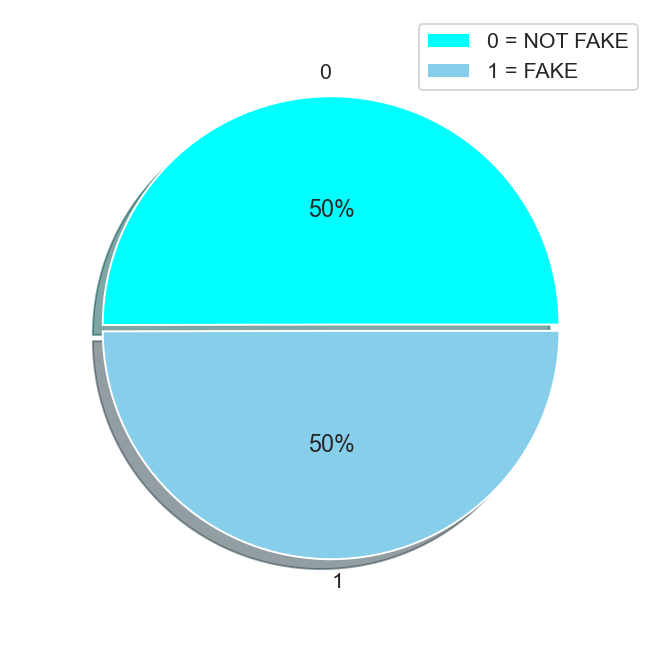 0 = NOT FAKE
1 = FAKE
0
50%
50%
1